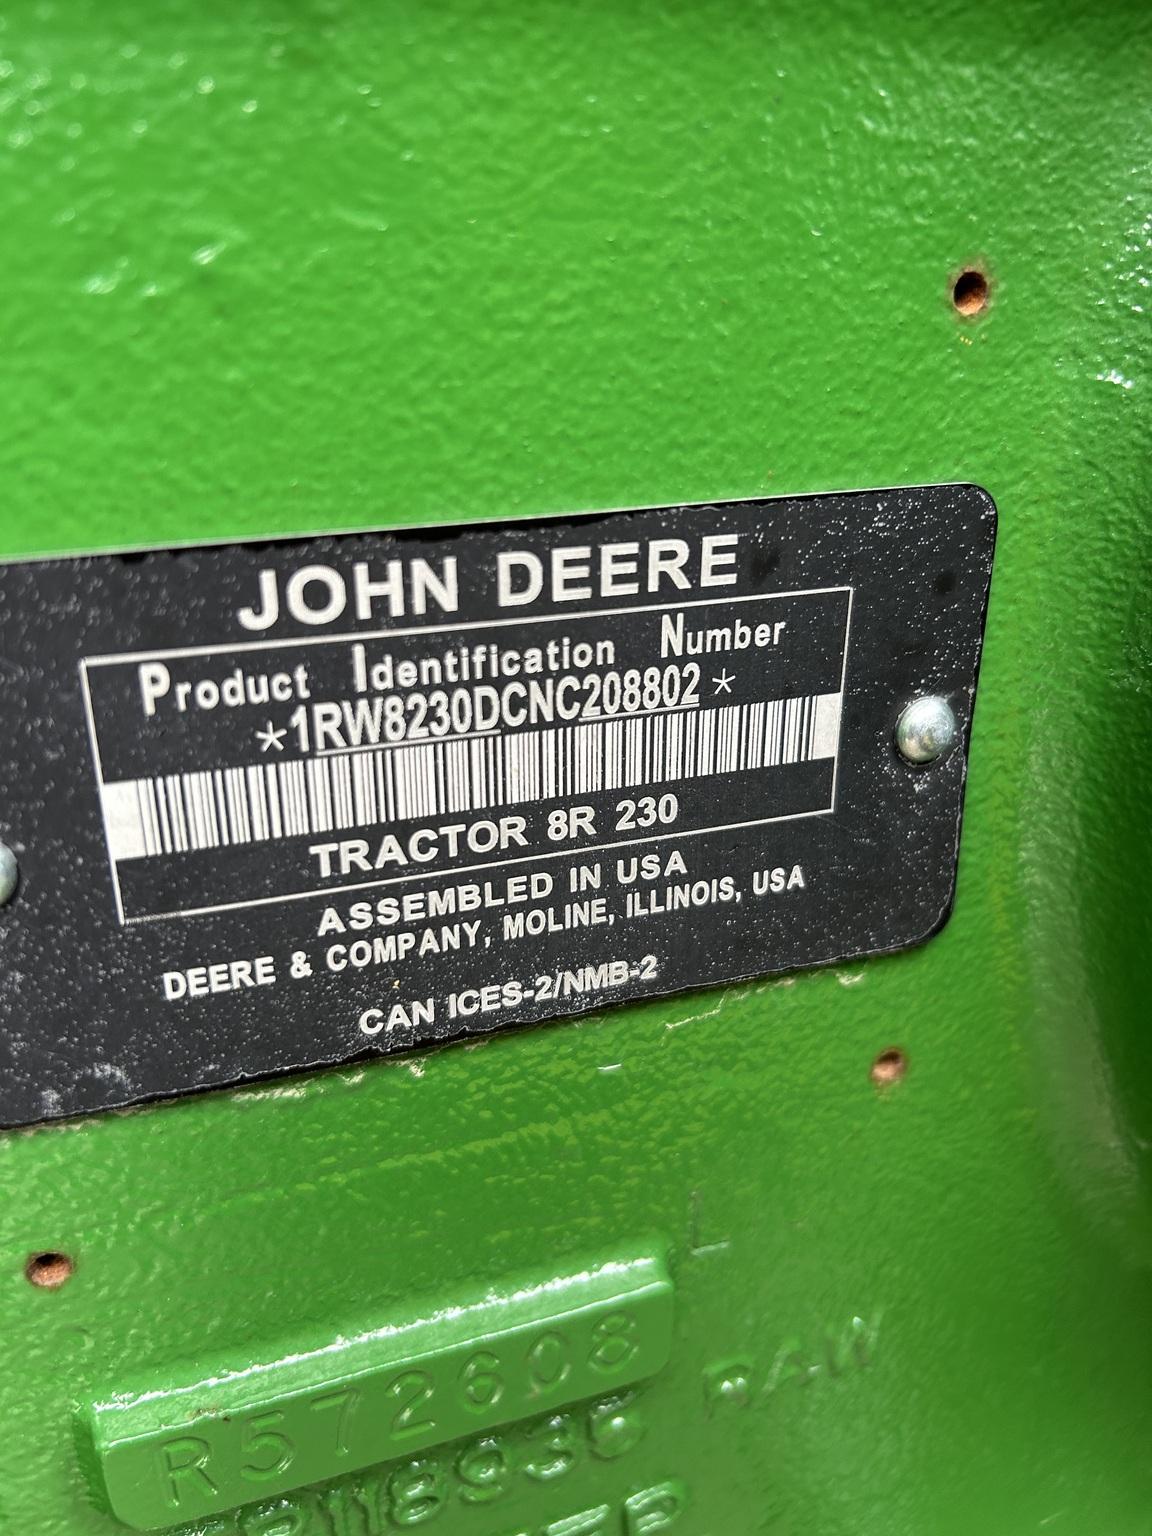 JOHN DEERE
Product Identification Number
*1RW8230DCNC208802*
TRACTOR 8R 230
ASSEMBLED IN USA
DEERE & COMPANY, MOLINE, ILLINOIS, USA
CAN ICES-2/NMB-2
L
R572608
RAW